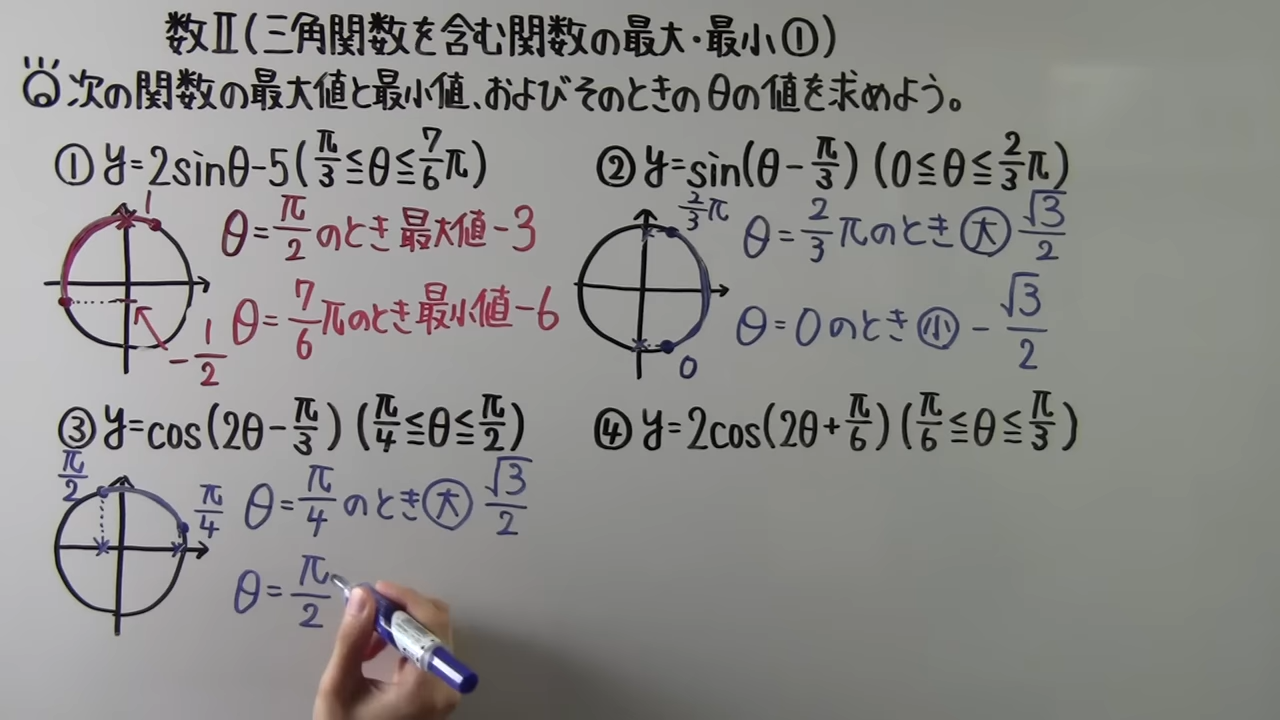 数Ⅱ(三角関数を含む関数の最大・最小①)
Q 次の関数の最大値と最小値、およびそのときのθの値を求めよう。
① y=2sinθ-5(π/3≦θ≦7/6π)
1
θ=π/2のとき最大値-3
θ=7/6πのとき最小値-6
-1/2
② y=sin(θ-π/3)(0≦θ≦2/3π)
2/3π
θ=2/3πのとき大 √3/2
θ=0のとき小 -√3/2
0
③ y=cos(2θ-π/3)(π/4≦θ≦π/2)
π/2
π/4
θ=π/4のとき大 √3/2
θ=π/2
④ y=2cos(2θ+π/6)(π/6≦θ≦π/3)